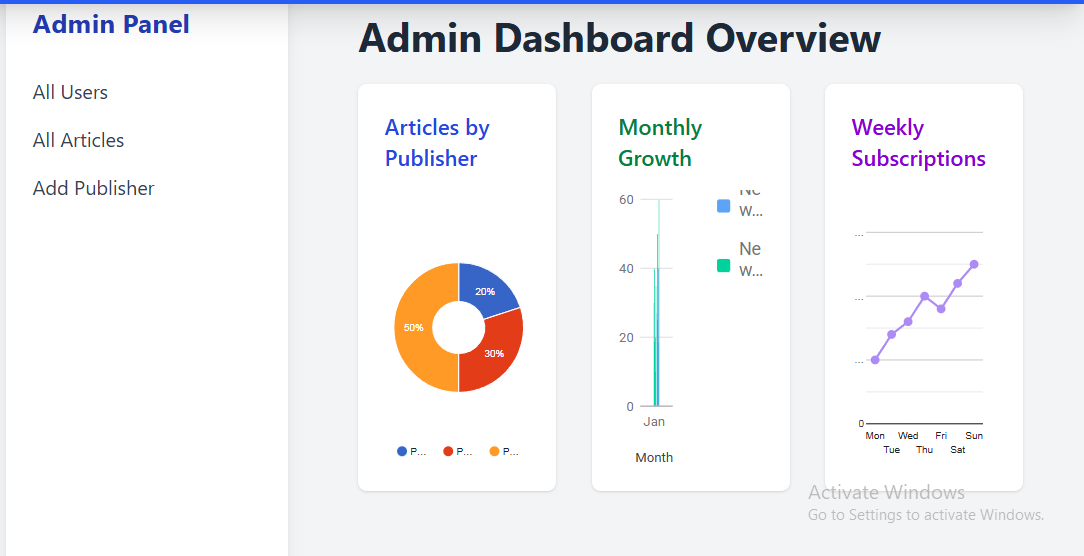 Admin Panel
All Users
All Articles
Add Publisher
Admin Dashboard Overview
Articles by
Publisher
20%
50%
30%
P...
P...
P...
Monthly
Growth
60
40
20
0
Jan
Month
Ne
w...
Ne
w...
Weekly
Subscriptions
...
...
...
0
Mon
Wed
Fri
Sun
Tue
Thu
Sat
Activate Windows
Go to Settings to activate Windows.